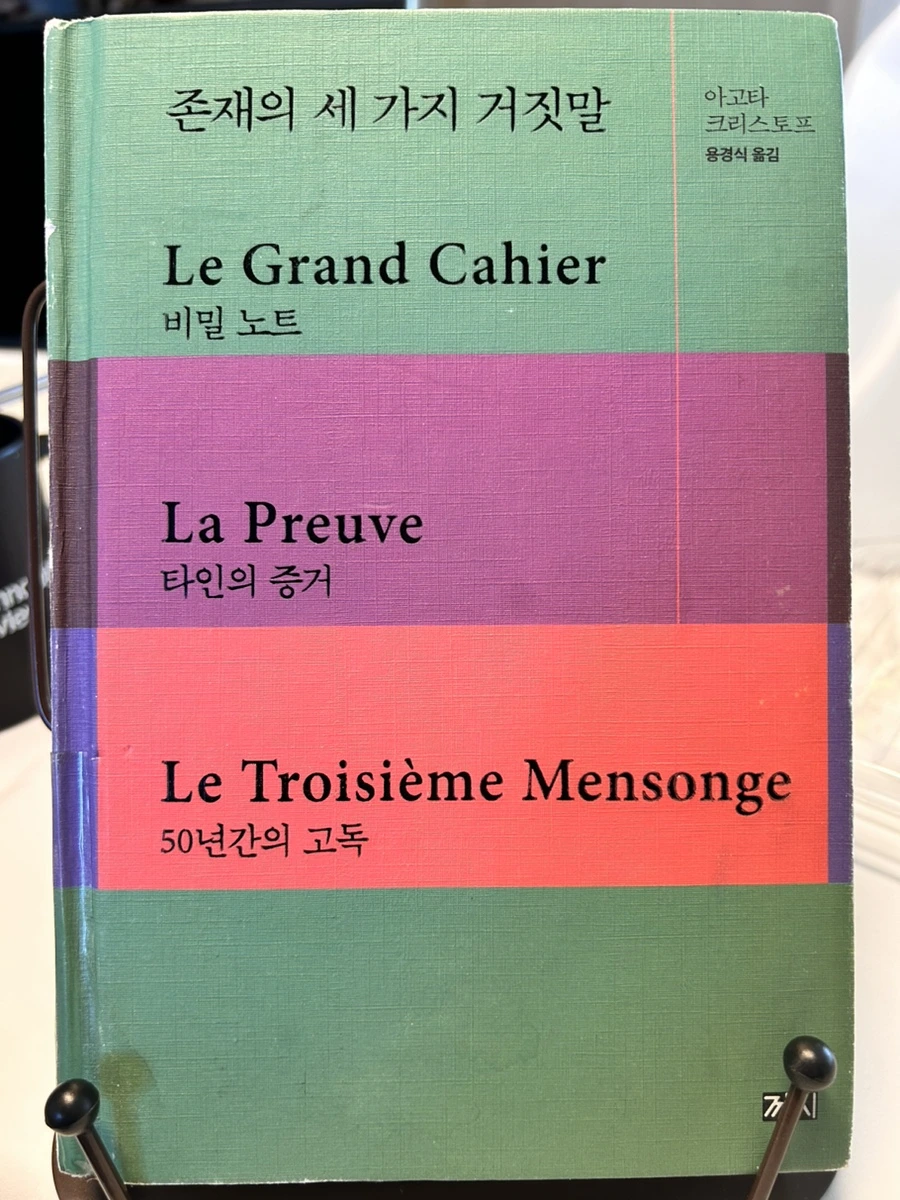 존재의 세 가지 거짓말
아고타
크리스토프
용경식 옮김
Le Grand Cahier
비밀 노트
La Preuve
타인의 증거
Le Troisième Mensonge
50년간의 고독